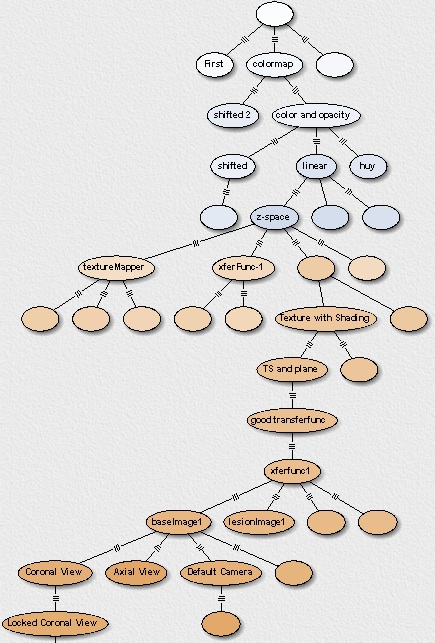 First
colormap
shifted 2
color and opacity
shifted
linear
huy
z-space
textureMapper
xferFunc-1
Texture with Shading
TS and plane
goodtransferfunc
xferfunc1
baseImage1
lesionImage1
Coronal View
Axial View
Default Camera
Locked Coronal View